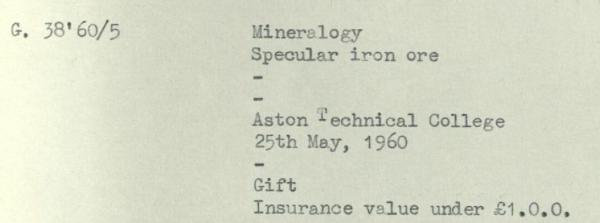 G. 38'60/5 Mineralogy
Specular iron ore
-
-
Aston Technical College
25th May, 1960
-
Gift
Insurance value under £1.0.0.